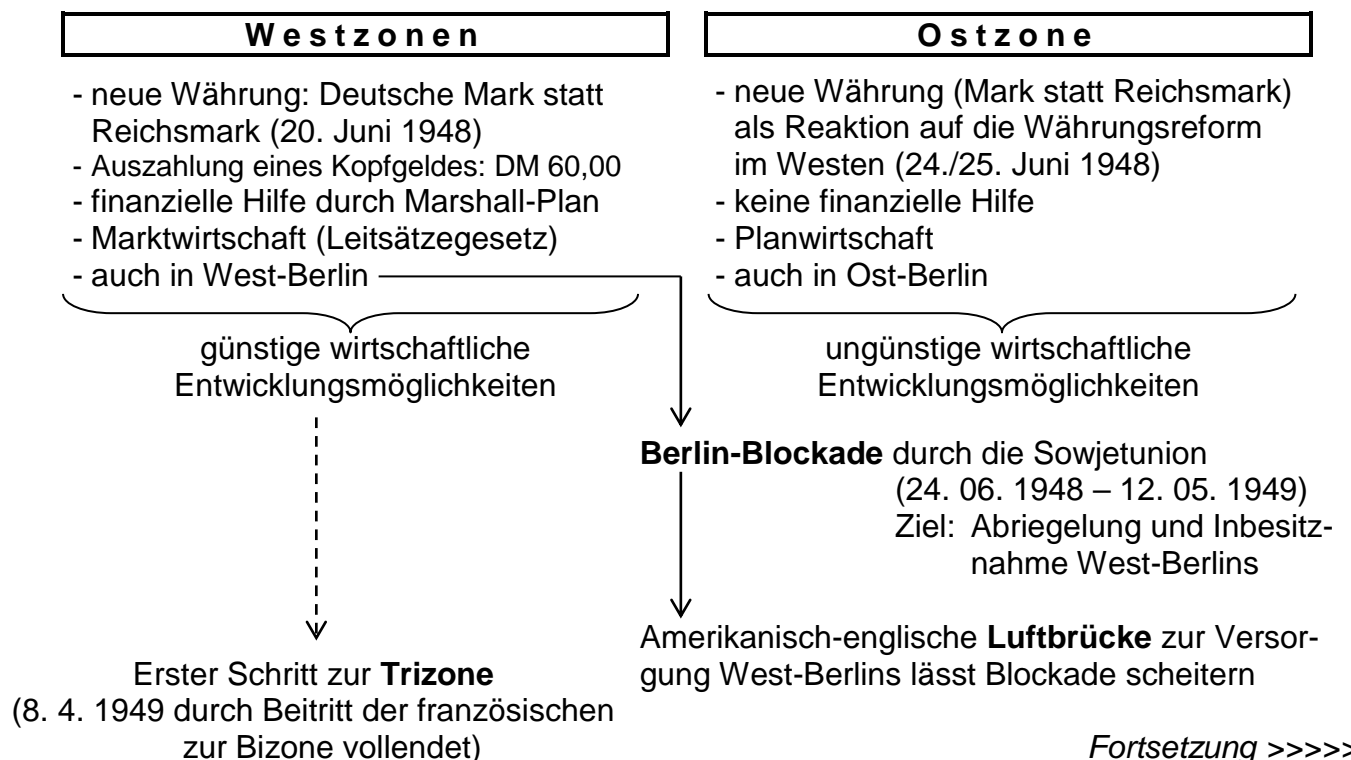 Westzonen
- neue Währung: Deutsche Mark statt
Reichsmark (20. Juni 1948)
- Auszahlung eines Kopfgeldes: DM 60,00
- finanzielle Hilfe durch Marshall-Plan
- Marktwirtschaft (Leitsätzegesetz)
- auch in West-Berlin
günstige wirtschaftliche
Entwicklungsmöglichkeiten
Erster Schritt zur Trizone
(8. 4. 1949 durch Beitritt der französischen
zur Bizone vollendet)
Ostzone
- neue Währung (Mark statt Reichsmark)
als Reaktion auf die Währungsreform
im Westen (24./25. Juni 1948)
- keine finanzielle Hilfe
- Planwirtschaft
- auch in Ost-Berlin
ungünstige wirtschaftliche
Entwicklungsmöglichkeiten
Berlin-Blockade durch die Sowjetunion
(24. 06. 1948 – 12. 05. 1949)
Ziel: Abriegelung und Inbesitz-
nahme West-Berlins
Amerikanisch-englische Luftbrücke zur Versor-
gung West-Berlins lässt Blockade scheitern
Fortsetzung >>>>>